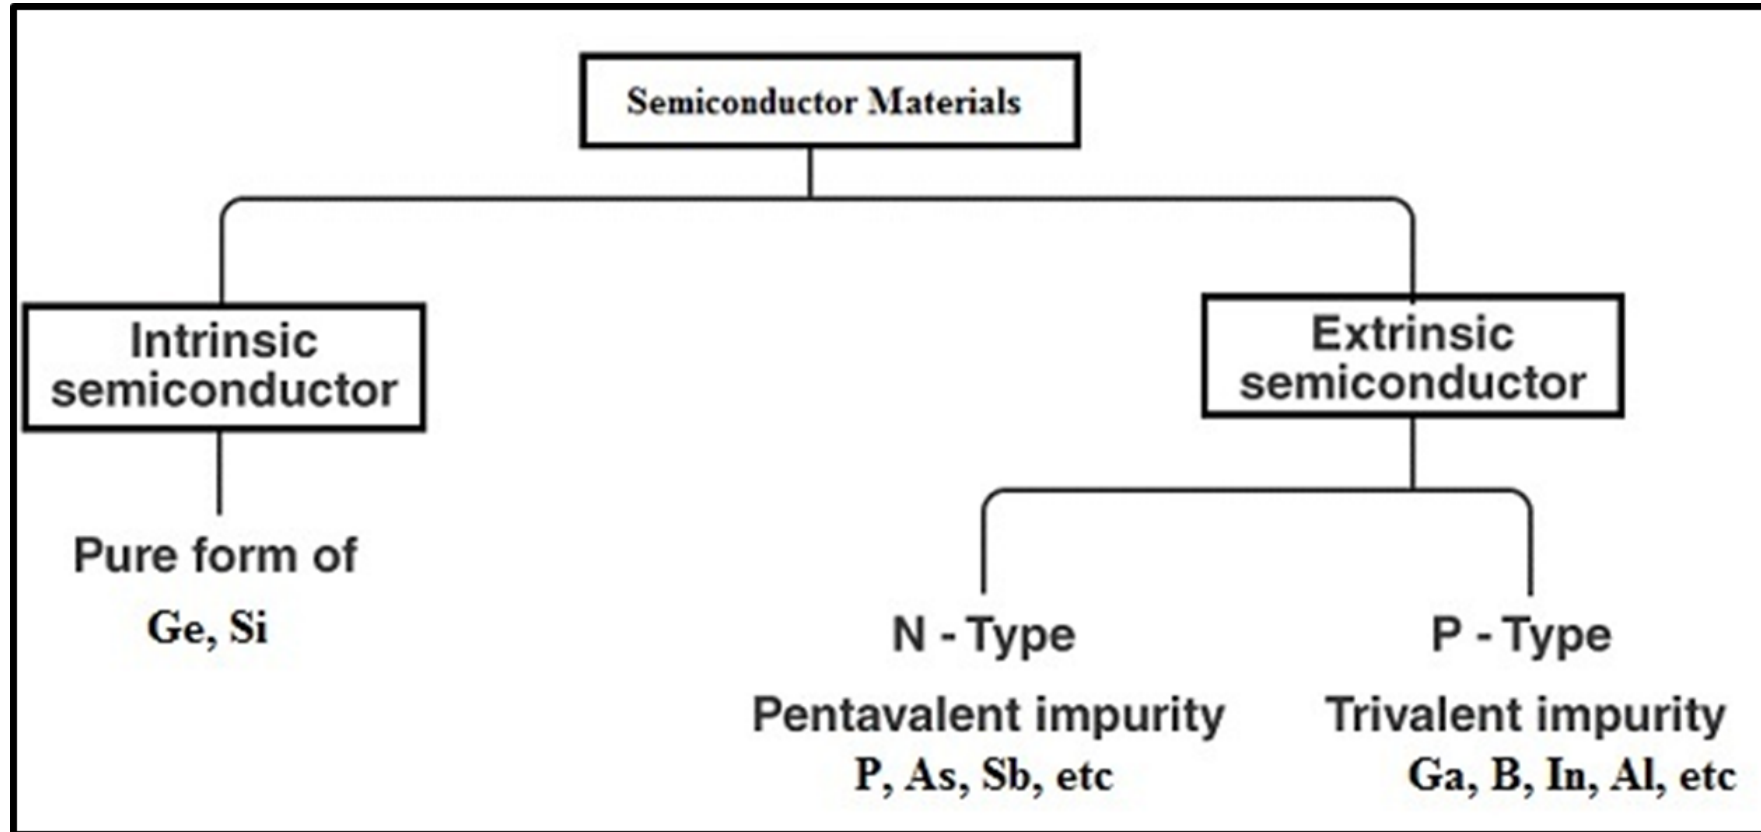 Semiconductor Materials
Intrinsic
semiconductor
Extrinsic
semiconductor
Pure form of
Ge, Si
N - Type
Pentavalent impurity
P, As, Sb, etc
P - Type
Trivalent impurity
Ga, B, In, Al, etc